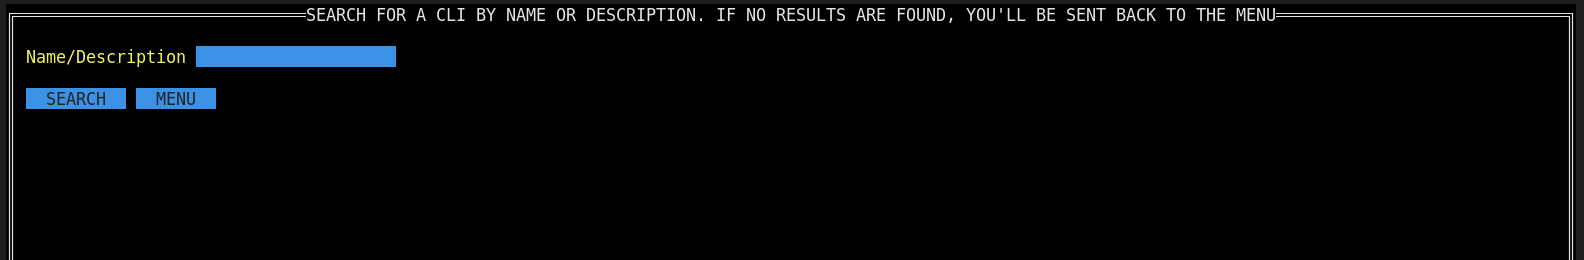 SEARCH FOR A CLI BY NAME OR DESCRIPTION. IF NO RESULTS ARE FOUND, YOU'LL BE SENT BACK TO THE MENU
Name/Description
SEARCH MENU